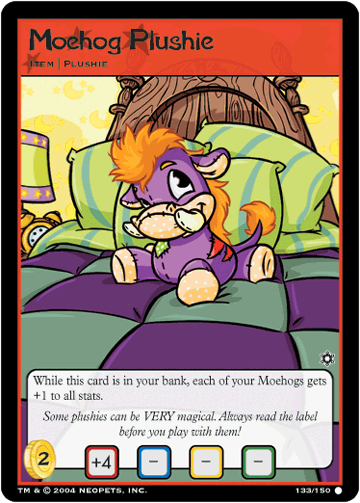 Moehog Plushie
Item | Plushie
While this card is in your bank, each of your Moehogs gets
+1 to all stats.
Some plushies can be VERY magical. Always read the label
before you play with them!
2
+4 – – –
TM & © 2004 NEOPETS, INC.
133/150